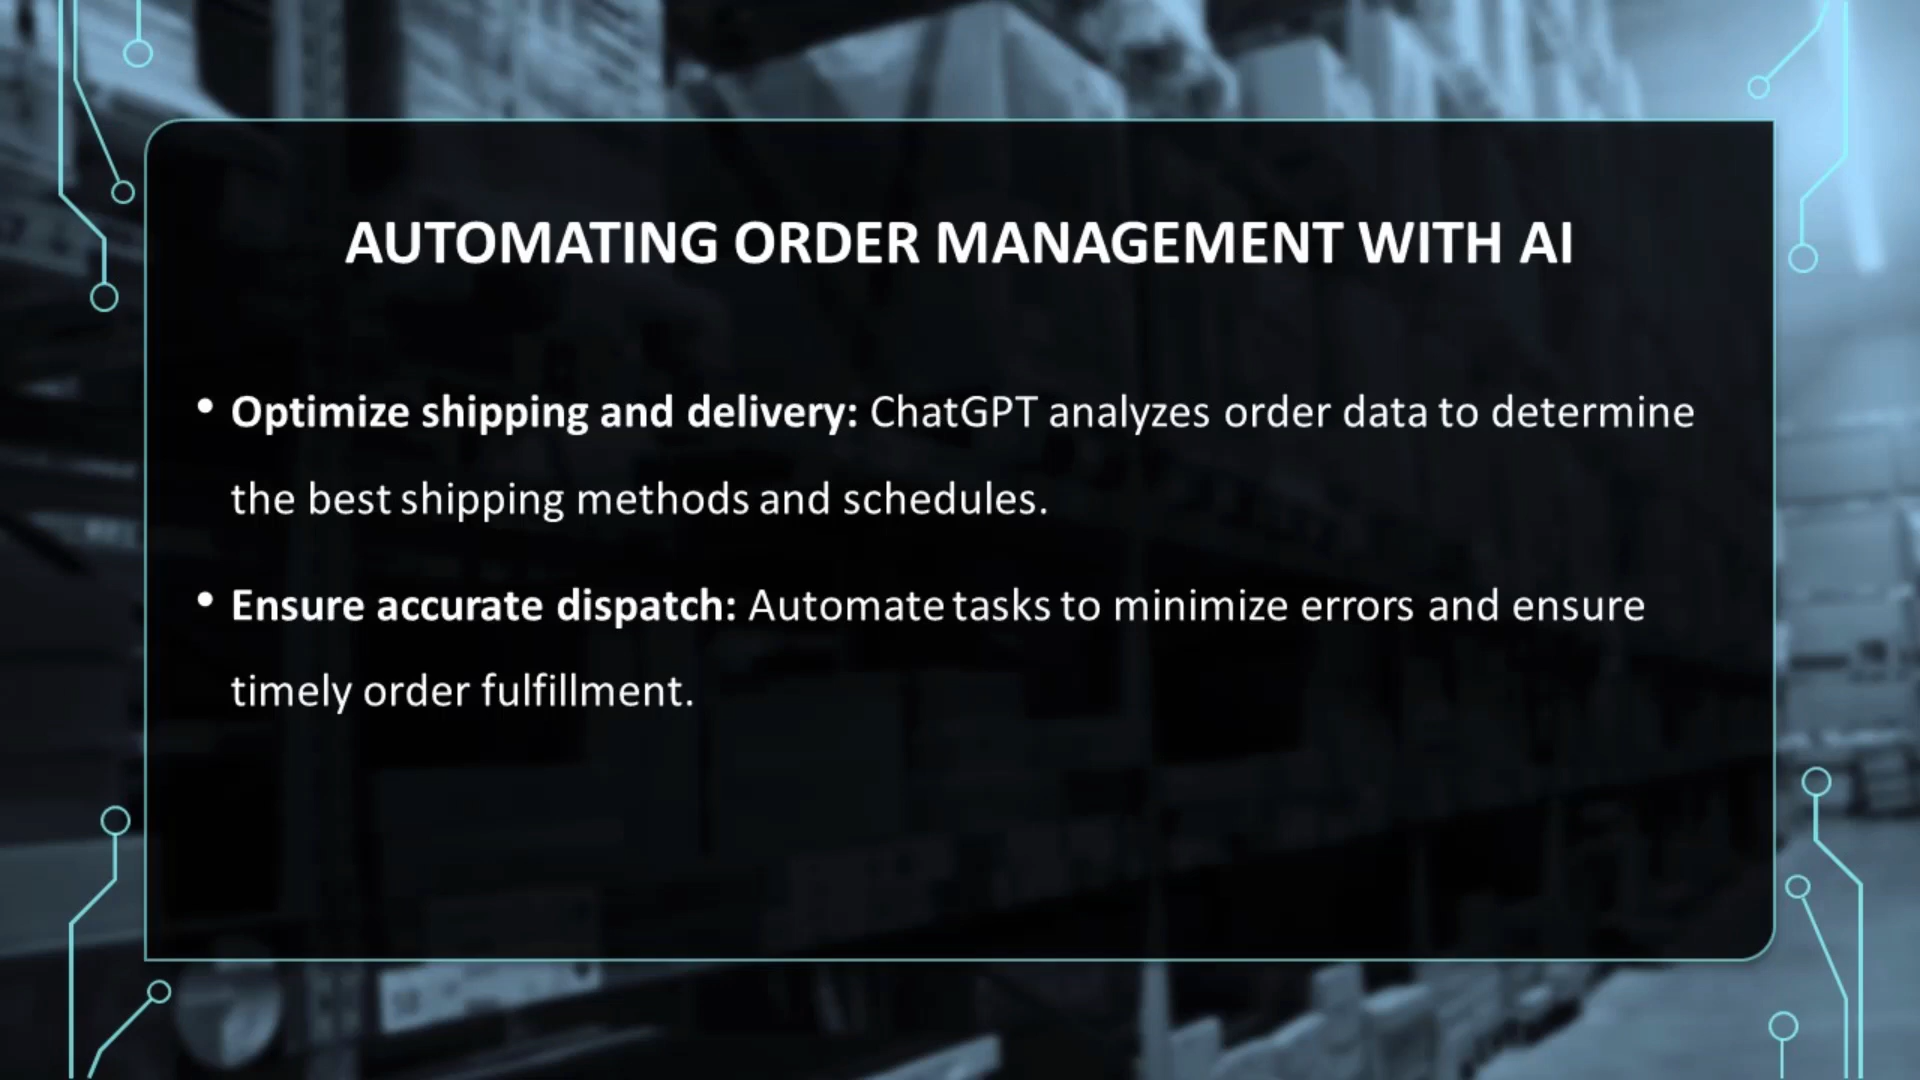 AUTOMATING ORDER MANAGEMENT WITH AI
• Optimize shipping and delivery: ChatGPT analyzes order data to determine
the best shipping methods and schedules.
• Ensure accurate dispatch: Automate tasks to minimize errors and ensure
timely order fulfillment.